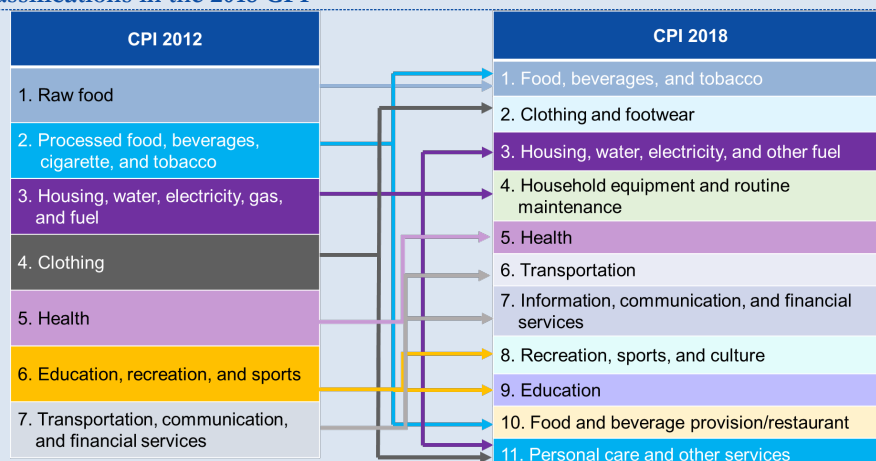 CPI 2012
1. Raw food
2. Processed food, beverages,
cigarette, and tobacco
3. Housing, water, electricity, gas,
and fuel
4. Clothing
5. Health
6. Education, recreation, and sports
7. Transportation, communication,
and financial services
CPI 2018
1. Food, beverages, and tobacco
2. Clothing and footwear
3. Housing, water, electricity, and other fuel
4. Household equipment and routine
maintenance
5. Health
6. Transportation
7. Information, communication, and financial
services
8. Recreation, sports, and culture
9. Education
10. Food and beverage provision/restaurant
11. Personal care and other services